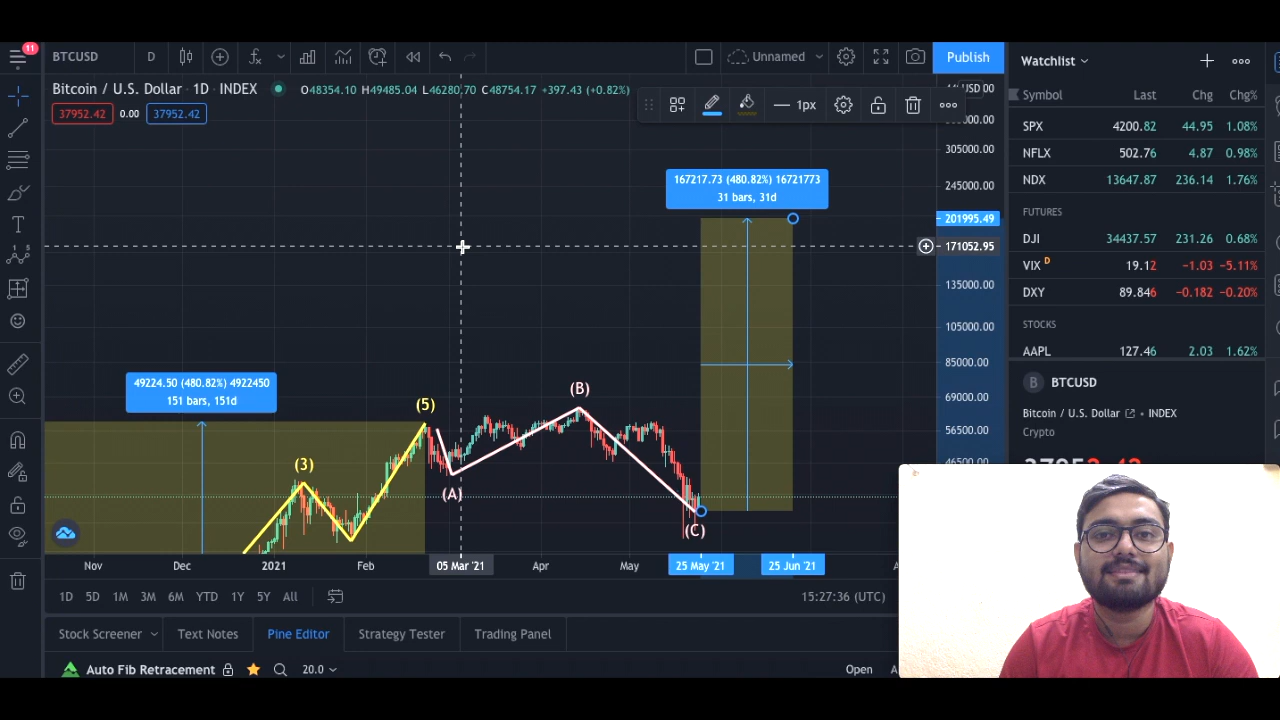 11
BTCUSD
D
Unnamed
Publish
Bitcoin / U.S. Dollar · 1D · INDEX
O48354.10 H49485.04 L46280.70 C48754.17 +397.43 (+0.82%)
37952.42 0.00 37952.42
1px
USD
305000.00
245000.00
201995.49
171052.95
135000.00
105000.00
85000.00
69000.00
56500.00
46500.00
167217.73 (480.82%) 16721773
31 bars, 31d
49224.50 (480.82%) 4922450
151 bars, 151d
(3)
(5)
(A)
(B)
(C)
Nov Dec 2021 Feb 05 Mar '21 Apr May 25 May '21 25 Jun '21
1D 5D 1M 3M 6M YTD 1Y 5Y All
15:27:36 (UTC)
Stock Screener Text Notes Pine Editor Strategy Tester Trading Panel
Auto Fib Retracement 20.0 Open
Watchlist
Symbol Last Chg Chg%
SPX 4200.82 44.95 1.08%
NFLX 502.76 4.87 0.98%
NDX 13647.87 236.14 1.76%
FUTURES
DJI 34437.57 231.26 0.68%
VIX D 19.12 −1.03 −5.11%
DXY 89.846 −0.182 −0.20%
STOCKS
AAPL 127.46 2.03 1.62%
B BTCUSD
Bitcoin / U.S. Dollar • INDEX
Crypto